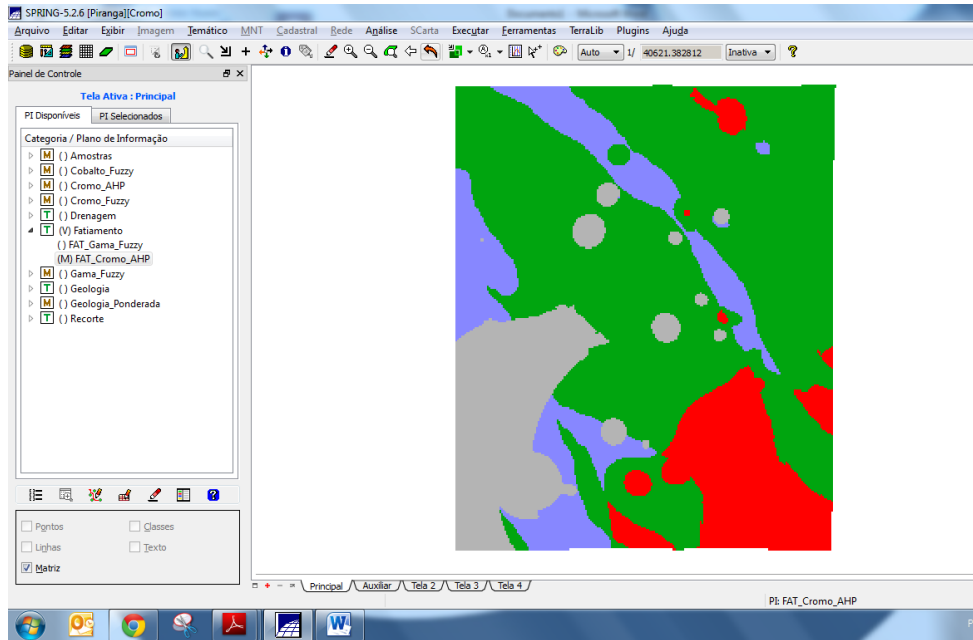 SPRING-5.2.6 [Piranga][Cromo]
Arquivo Editar Exibir Imagem Temático MNT Cadastral Rede Análise SCarta Executar Ferramentas TerraLib Plugins Ajuda
Auto 1/ 40621.382812 Inativa
Painel de Controle
Tela Ativa : Principal
PI Disponíveis PI Selecionados
Categoria / Plano de Informação
M () Amostras
M () Cobalto_Fuzzy
M () Cromo_AHP
M () Cromo_Fuzzy
T () Drenagem
T (V) Fatiamento
() FAT_Gama_Fuzzy
(M) FAT_Cromo_AHP
M () Gama_Fuzzy
T () Geologia
M () Geologia_Ponderada
T () Recorte
Pontos Classes
Linhas Texto
Matriz
Principal Auxiliar Tela 2 Tela 3 Tela 4
PI: FAT_Cromo_AHP